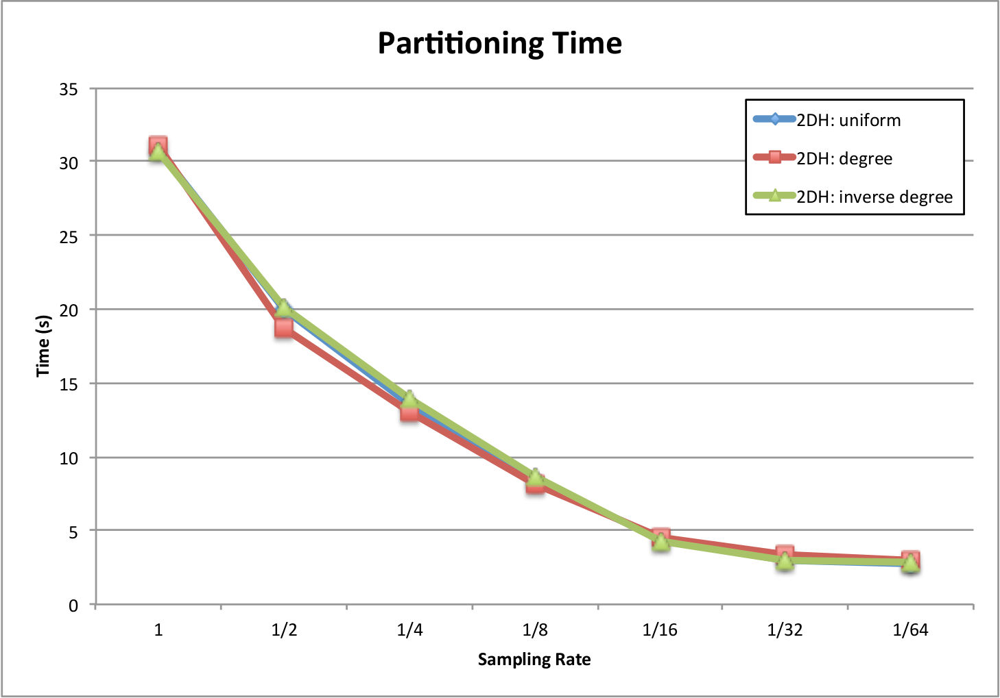 Partitioning Time
35
30
25
20
15
10
5
0
Time (s)
2DH: uniform
2DH: degree
2DH: inverse degree
1 1/2 1/4 1/8 1/16 1/32 1/64
Sampling Rate